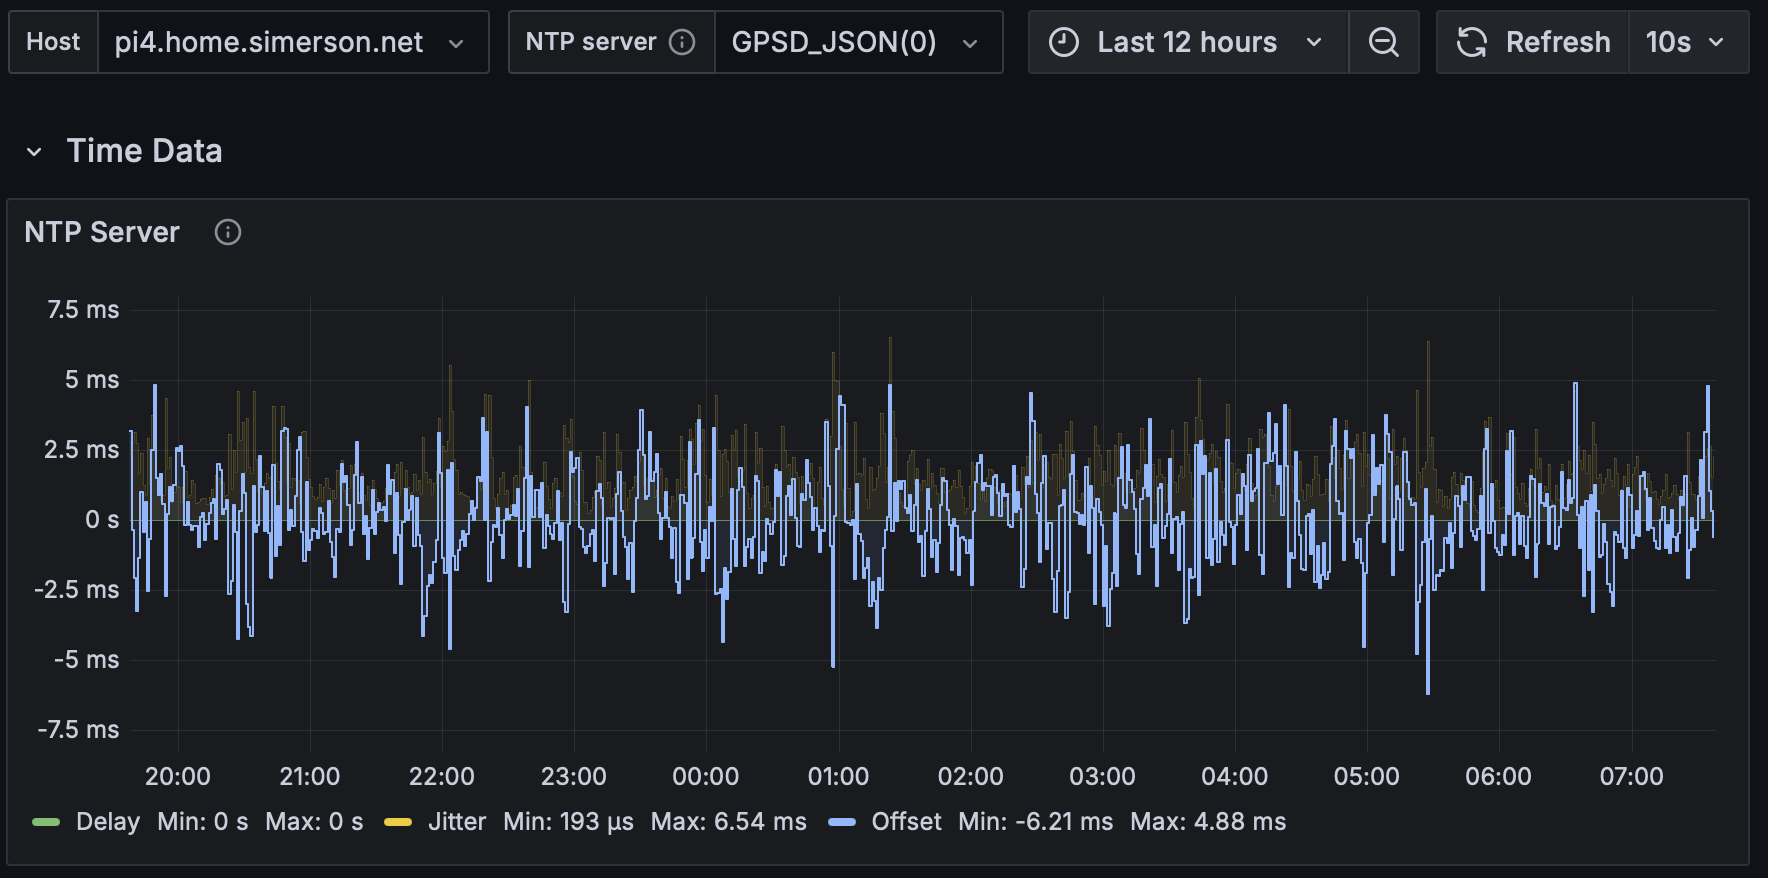 Host pi4.home.simerson.net NTP server GPSD_JSON(0) Last 12 hours Refresh 10s
Time Data
NTP Server
7.5 ms
5 ms
2.5 ms
0 s
-2.5 ms
-5 ms
-7.5 ms
20:00 21:00 22:00 23:00 00:00 01:00 02:00 03:00 04:00 05:00 06:00 07:00
Delay Min: 0 s Max: 0 s Jitter Min: 193 µs Max: 6.54 ms Offset Min: -6.21 ms Max: 4.88 ms